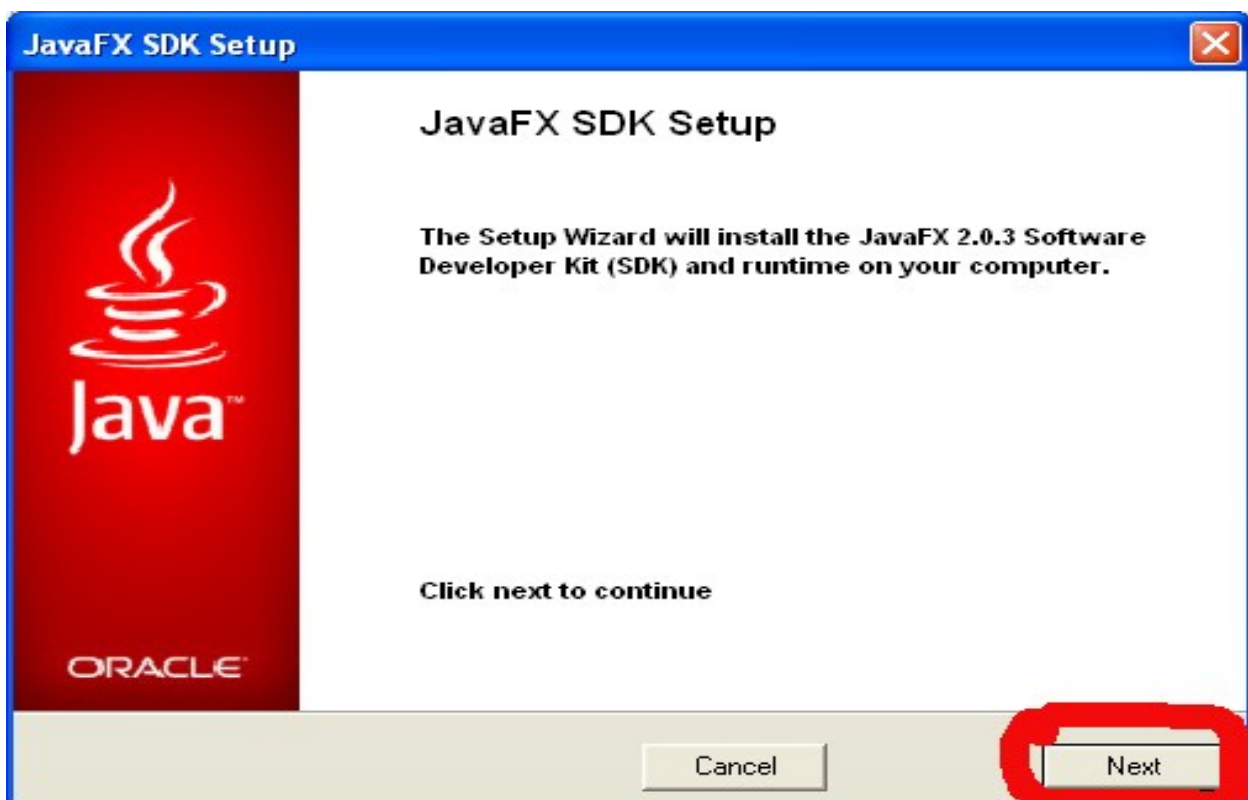 JavaFX SDK Setup
JavaFX SDK Setup
The Setup Wizard will install the JavaFX 2.0.3 Software
Developer Kit (SDK) and runtime on your computer.
Java™
Click next to continue
ORACLE
Cancel
Next